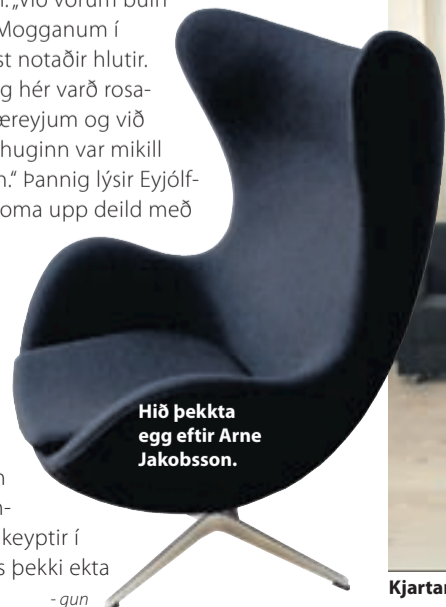 „Við vorum búin
Mogganum í
st notaðir hlutir.
g hér varð rosa-
æreyjum og við
huginn var mikill
n.“ Þannig lýsir Eyjólf-
oma upp deild með
Hið þekkta
egg eftir Arne
Jakobsson.
n-
keyptir í
s þekki ekta
- gun
Kjartan